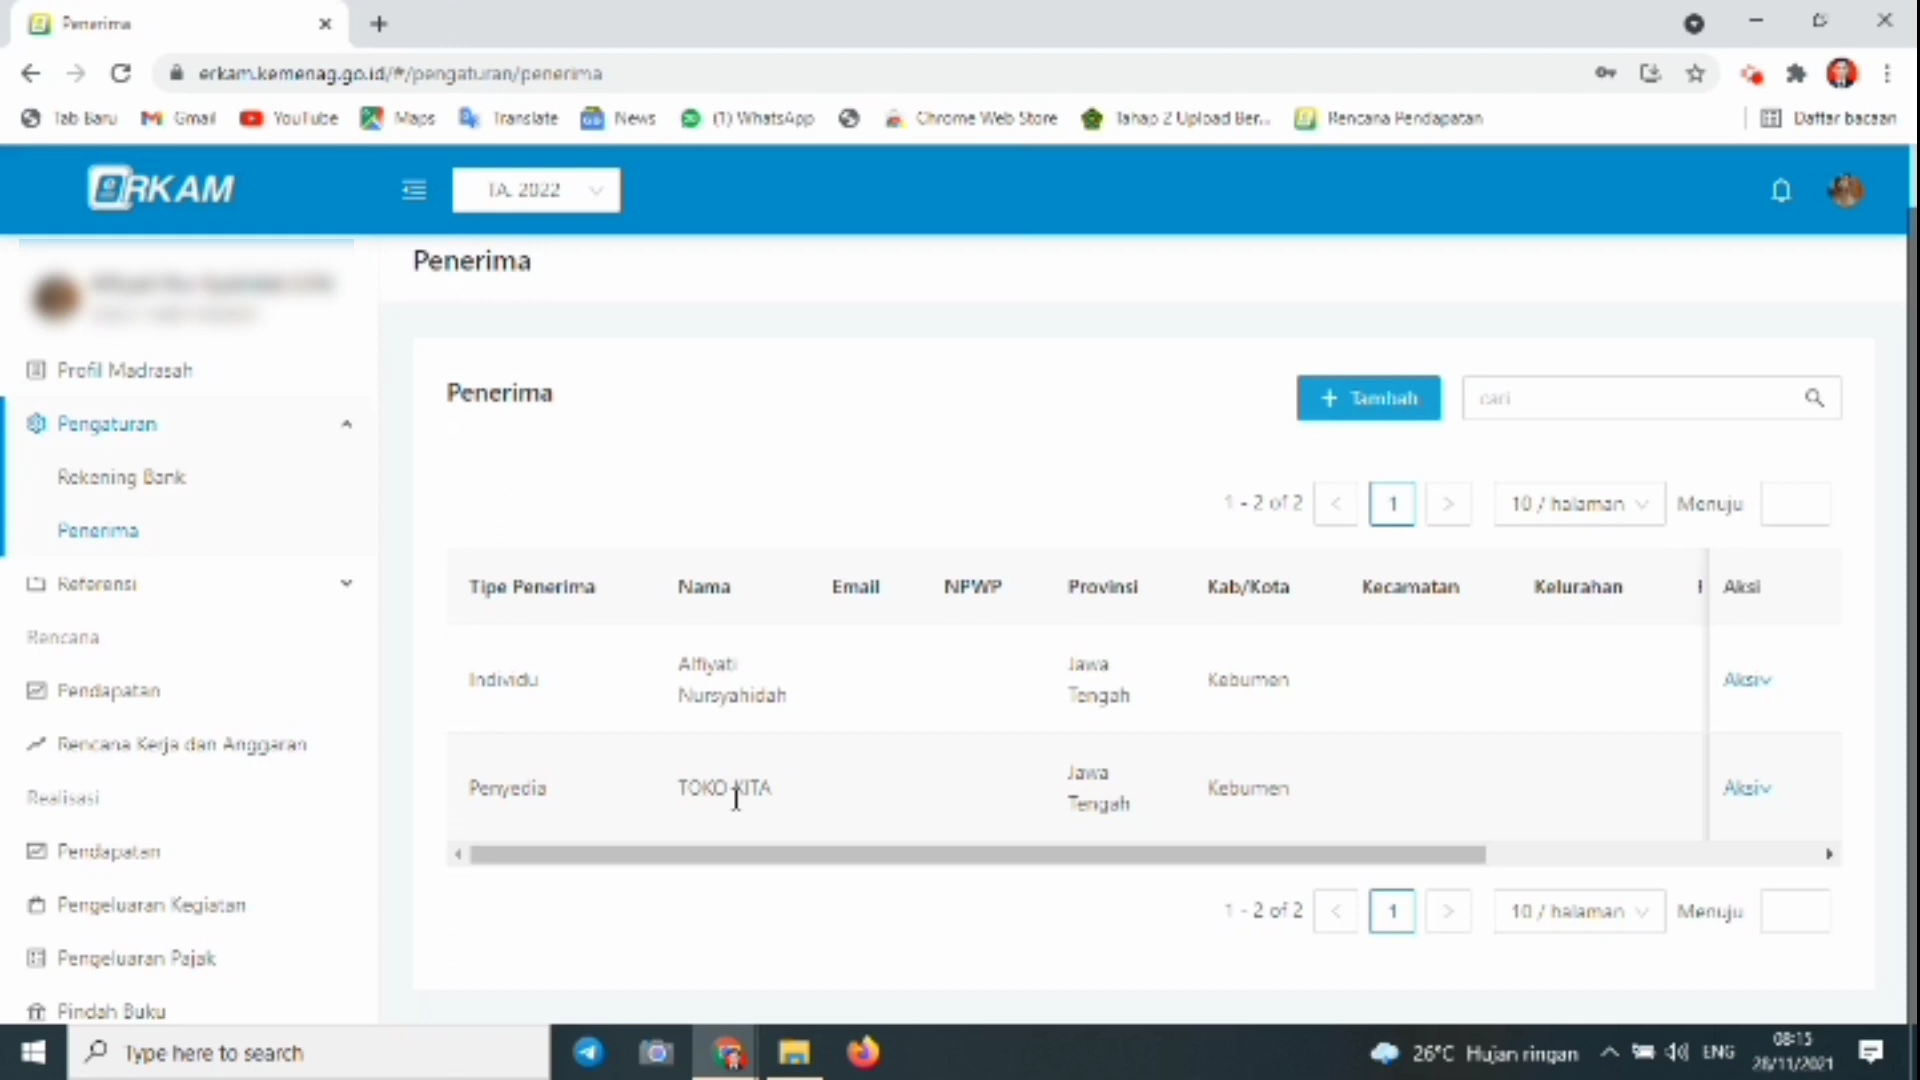 Penerima
erkam.kemenag.go.id/#/pengaturan/penerima
Tab Baru Gmail YouTube Maps Translate News (1) WhatsApp Chrome Web Store Tahap 2 Upload Ber... Rencana Pendapatan Daftar bacaan
eRKAM
TA. 2022
Penerima
Profil Madrasah
Pengaturan
Rekening Bank
Penerima
Referensi
Rencana
Pendapatan
Rencana Kerja dan Anggaran
Realisasi
Pendapatan
Pengeluaran Kegiatan
Pengeluaran Pajak
Pindah Buku
Penerima
+ Tambah
cari
1 - 2 of 2 < 1 > 10 / halaman Menuju
Tipe Penerima Nama Email NPWP Provinsi Kab/Kota Kecamatan Kelurahan Aksi
Individu Alfiyati Nursyahidah Jawa Tengah Kebumen Aksi
Penyedia TOKO KITA Jawa Tengah Kebumen Aksi
1 - 2 of 2 < 1 > 10 / halaman Menuju
Type here to search
26°C Hujan ringan
ENG
08:15
28/11/2021